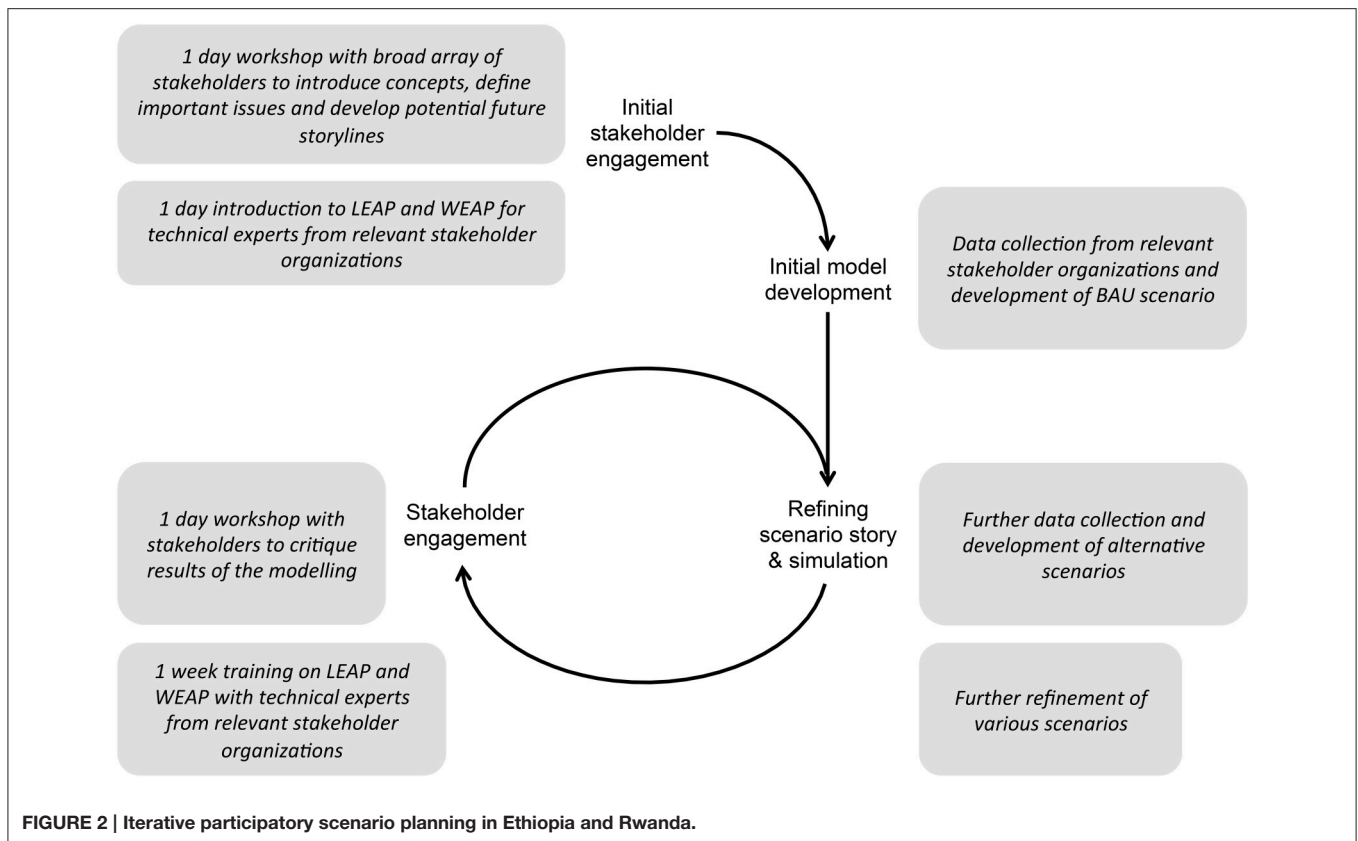 1 day workshop with broad array of
stakeholders to introduce concepts, define
important issues and develop potential future
storylines
1 day introduction to LEAP and WEAP for
technical experts from relevant stakeholder
organizations
Initial
stakeholder
engagement
Initial model
development
Data collection from relevant
stakeholder organizations and
development of BAU scenario
Stakeholder
engagement
Refining
scenario story
& simulation
1 day workshop with
stakeholders to critique
results of the modelling
1 week training on LEAP and
WEAP with technical experts
from relevant stakeholder
organizations
Further data collection and
development of alternative
scenarios
Further refinement of
various scenarios
FIGURE 2 | Iterative participatory scenario planning in Ethiopia and Rwanda.